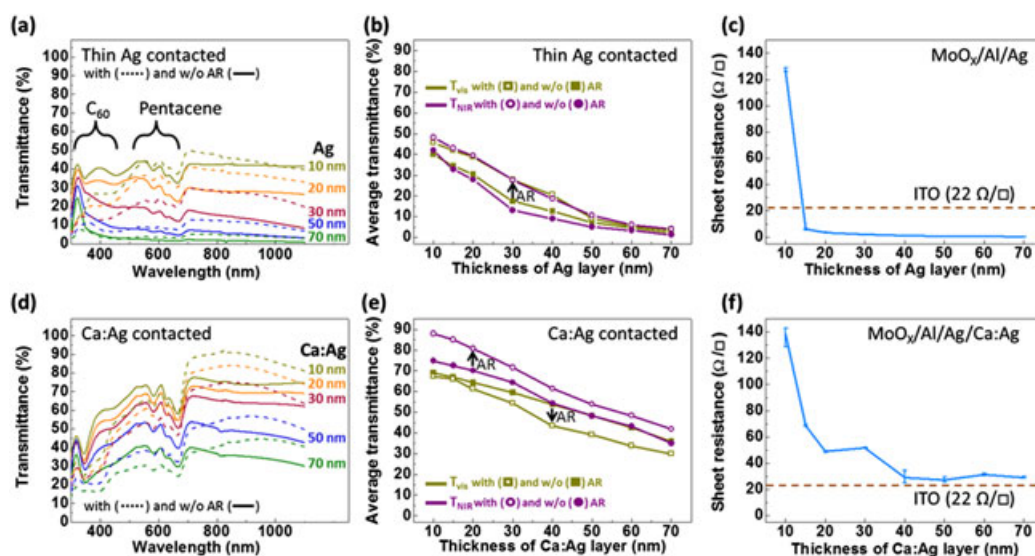 (a)
Thin Ag contacted
with (-----) and w/o AR (—)
C60
Pentacene
Ag
10 nm
20 nm
30 nm
50 nm
70 nm
Transmittance (%)
100
90
80
70
60
50
40
30
20
10
0
400 600 800 1000
Wavelength (nm)
(b)
Thin Ag contacted
Tvis with (□) and w/o (■) AR
TNIR with (○) and w/o (●) AR
AR
Average transmittance (%)
90
80
70
60
50
40
30
20
10
0
10 20 30 40 50 60 70
Thickness of Ag layer (nm)
(c)
MoOx/Al/Ag
ITO (22 Ω/□)
Sheet resistance (Ω/□)
140
120
100
80
60
40
20
0
10 20 30 40 50 60 70
Thickness of Ag layer (nm)
(d)
Ca:Ag contacted
Ca:Ag
10 nm
20 nm
30 nm
50 nm
70 nm
with (-----) and w/o AR (—)
Transmittance (%)
100
90
80
70
60
50
40
30
20
10
0
400 600 800 1000
Wavelength (nm)
(e)
Ca:Ag contacted
AR
AR
Tvis with (□) and w/o (■) AR
TNIR with (○) and w/o (●) AR
Average transmittance (%)
90
80
70
60
50
40
30
20
10
0
10 20 30 40 50 60 70
Thickness of Ca:Ag layer (nm)
(f)
MoOx/Al/Ag/Ca:Ag
ITO (22 Ω/□)
Sheet resistance (Ω/□)
140
120
100
80
60
40
20
0
10 20 30 40 50 60 70
Thickness of Ca:Ag layer (nm)